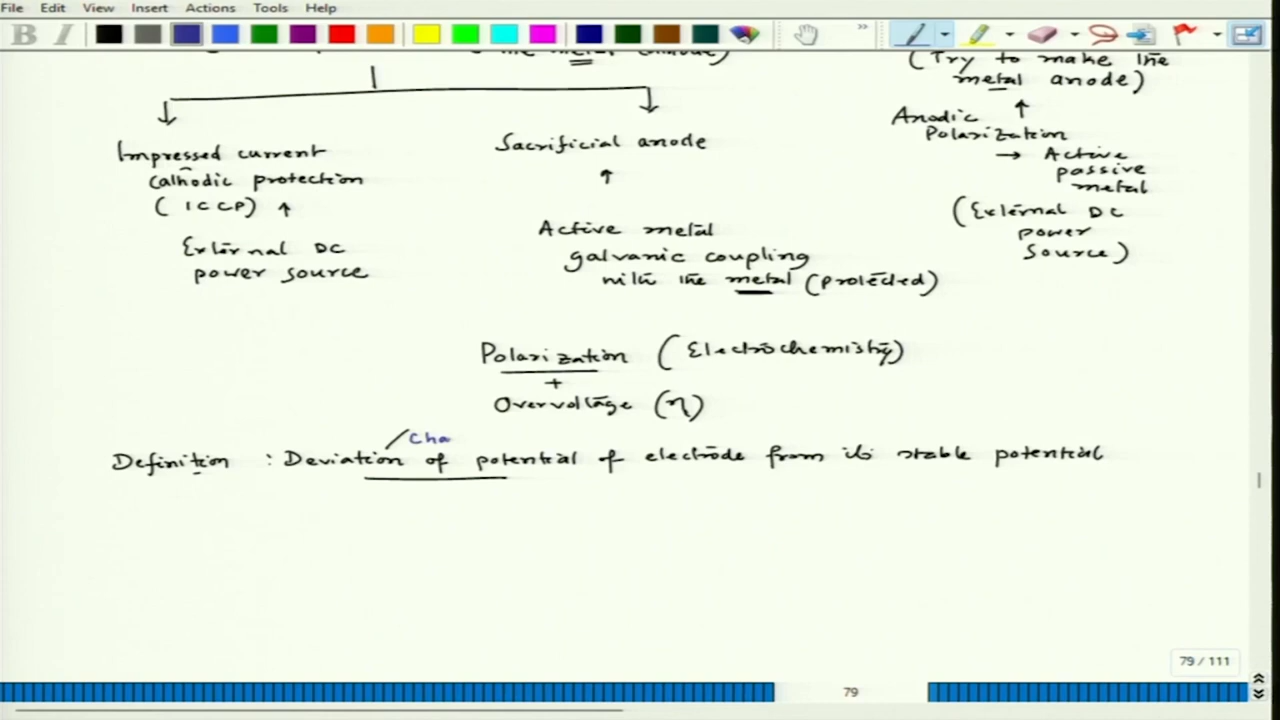 File Edit View Insert Actions Tools Help
B I
the metal
(Try to make the
metal anode)
Impressed current
Cathodic protection
(ICCP)
External DC
power source
Sacrificial anode
Active metal
galvanic coupling
with the metal (protected)
Anodic
Polarization
→ Active
passive
metal
(External DC
power
Source)
Polarization (Electrochemistry)
+
Overvoltage (η)
/Cha
Definition : Deviation of potential of electrode from its stable potential
79 / 111
79